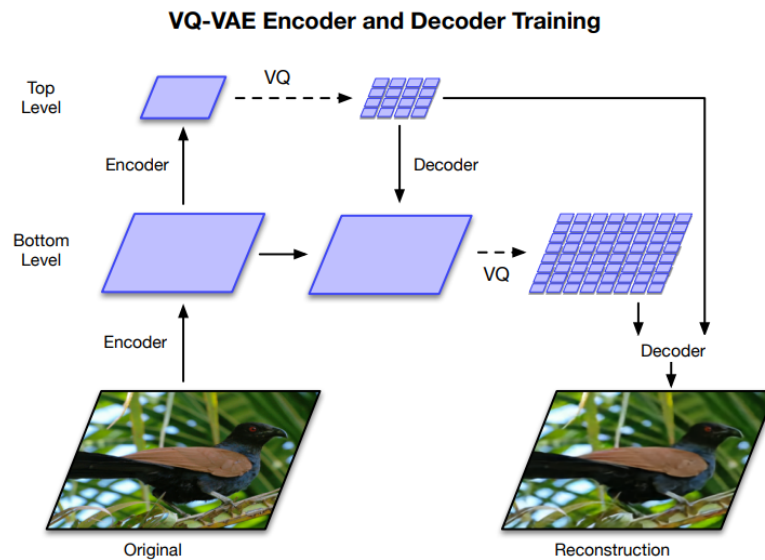 VQ-VAE Encoder and Decoder Training
Top
Level
VQ
Encoder
Decoder
Bottom
Level
VQ
Encoder
Decoder
Original
Reconstruction